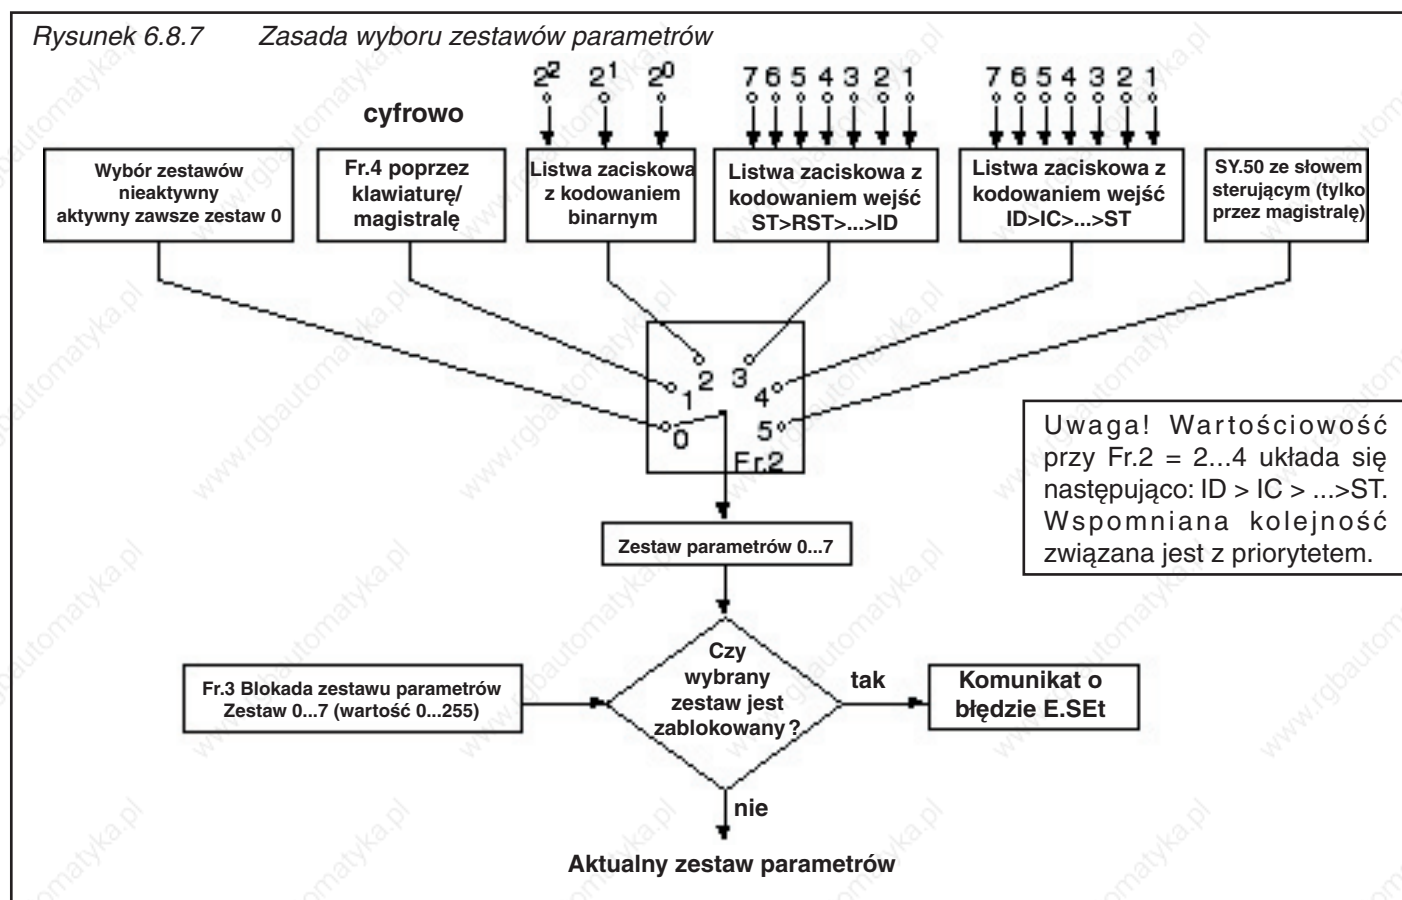 Rysunek 6.8.7 Zasada wyboru zestawów parametrów
cyfrowo
2² 2¹ 2⁰
7 6 5 4 3 2 1
7 6 5 4 3 2 1
Wybór zestawów
nieaktywny
aktywny zawsze zestaw 0
Fr.4 poprzez
klawiaturę/
magistralę
Listwa zaciskowa
z kodowaniem
binarnym
Listwa zaciskowa z
kodowaniem wejść
ST>RST>...>ID
Listwa zaciskowa z
kodowaniem wejść
ID>IC>...>ST
SY.50 ze słowem
sterującym (tylko
przez magistralę)
0
1
2
3
4
5
Fr.2
Uwaga! Wartościowość
przy Fr.2 = 2...4 układa się
następująco: ID > IC > ...>ST.
Wspomniana kolejność
związana jest z priorytetem.
Zestaw parametrów 0...7
Fr.3 Blokada zestawu parametrów
Zestaw 0...7 (wartość 0...255)
Czy
wybrany
zestaw jest
zablokowany ?
tak
Komunikat o
błędzie E.SEt
nie
Aktualny zestaw parametrów
www.rgbautomatyka.pl